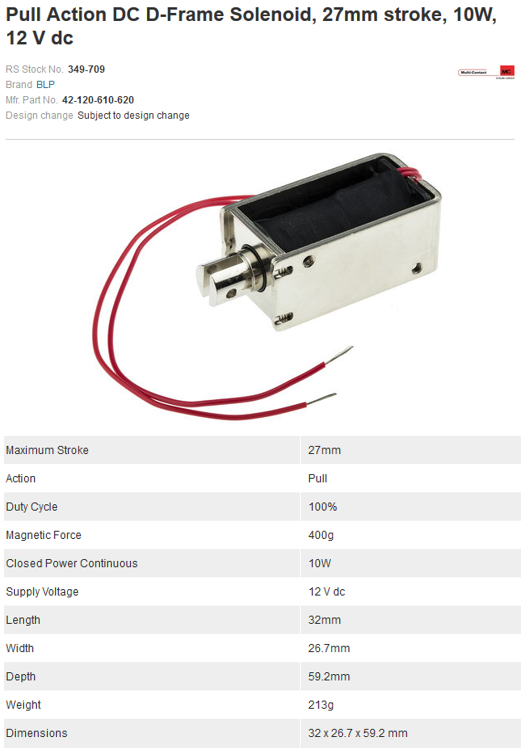 Pull Action DC D-Frame Solenoid, 27mm stroke, 10W,
12 V dc
RS Stock No. 349-709
Brand BLP
Mfr. Part No. 42-120-610-620
Design change Subject to design change
Multi-Contact MC
Maximum Stroke 27mm
Action Pull
Duty Cycle 100%
Magnetic Force 400g
Closed Power Continuous 10W
Supply Voltage 12 V dc
Length 32mm
Width 26.7mm
Depth 59.2mm
Weight 213g
Dimensions 32 x 26.7 x 59.2 mm